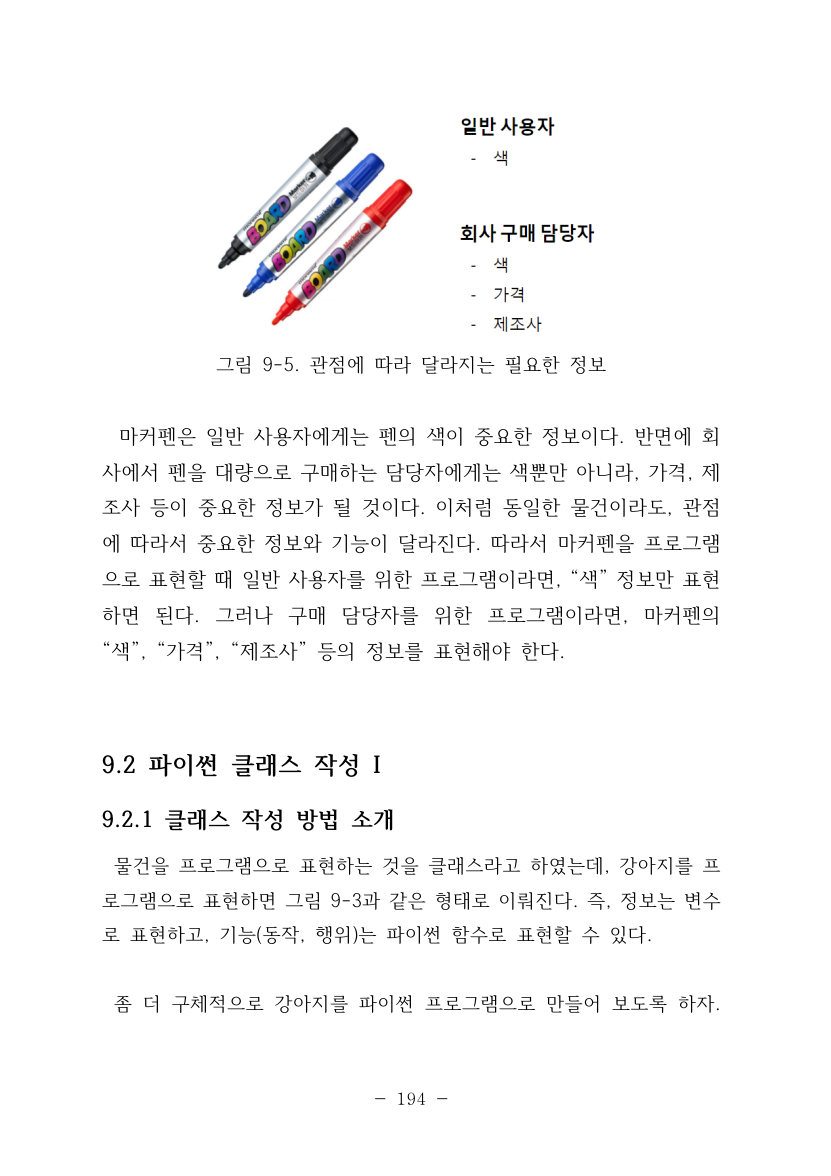 일반 사용자
- 색
회사 구매 담당자
- 색
- 가격
- 제조사
BOARD
Marker
BOARD
Marker
BOARD
Marker
그림 9-5. 관점에 따라 달라지는 필요한 정보
마커펜은 일반 사용자에게는 펜의 색이 중요한 정보이다. 반면에 회
사에서 펜을 대량으로 구매하는 담당자에게는 색뿐만 아니라, 가격, 제
조사 등이 중요한 정보가 될 것이다. 이처럼 동일한 물건이라도, 관점
에 따라서 중요한 정보와 기능이 달라진다. 따라서 마커펜을 프로그램
으로 표현할 때 일반 사용자를 위한 프로그램이라면, “색” 정보만 표현
하면 된다. 그러나 구매 담당자를 위한 프로그램이라면, 마커펜의
“색”, “가격”, “제조사” 등의 정보를 표현해야 한다.
9.2 파이썬 클래스 작성 I
9.2.1 클래스 작성 방법 소개
물건을 프로그램으로 표현하는 것을 클래스라고 하였는데, 강아지를 프
로그램으로 표현하면 그림 9-3과 같은 형태로 이뤄진다. 즉, 정보는 변수
로 표현하고, 기능(동작, 행위)는 파이썬 함수로 표현할 수 있다.
좀 더 구체적으로 강아지를 파이썬 프로그램으로 만들어 보도록 하자.
- 194 -